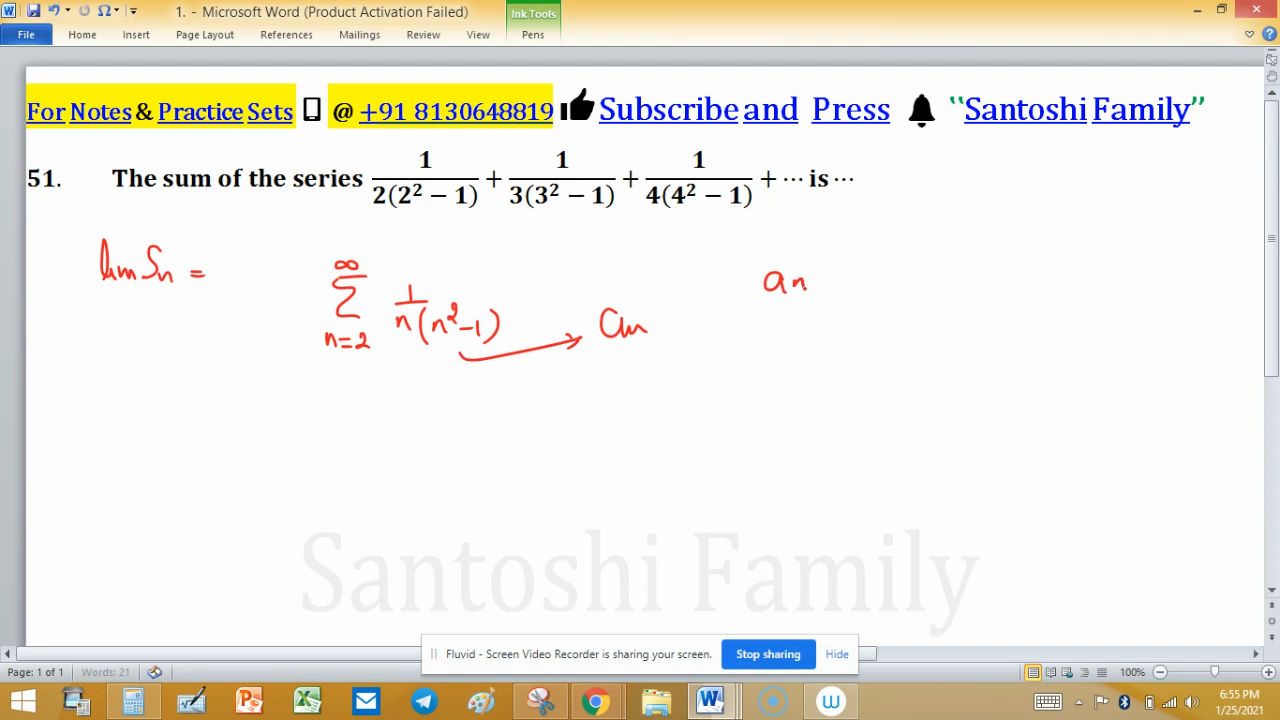 1. - Microsoft Word (Product Activation Failed)
Ink Tools
File Home Insert Page Layout References Mailings Review View Pens
For Notes & Practice Sets @ +91 8130648819 Subscribe and Press "Santoshi Family"
51. The sum of the series 1/2(2² − 1) + 1/3(3² − 1) + 1/4(4² − 1) + ⋯ is ⋯
lim Sn = ∞ Σ n=2 1/n(n²-1) → an
Santoshi Family
Fluvid - Screen Video Recorder is sharing your screen. Stop sharing Hide
Page: 1 of 1 Words: 21 100%
6:55 PM
1/25/2021